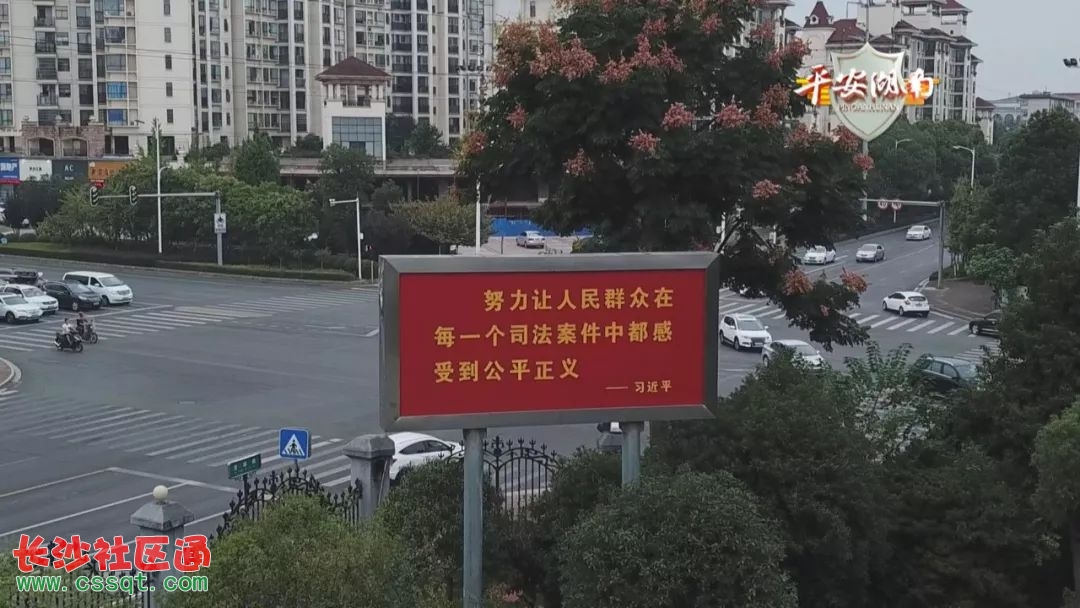 平安湖南
PINGANHUNAN
努力让人民群众在
每一个司法案件中都感
受到公平正义
——习近平
长沙社区通
www.cssqt.com